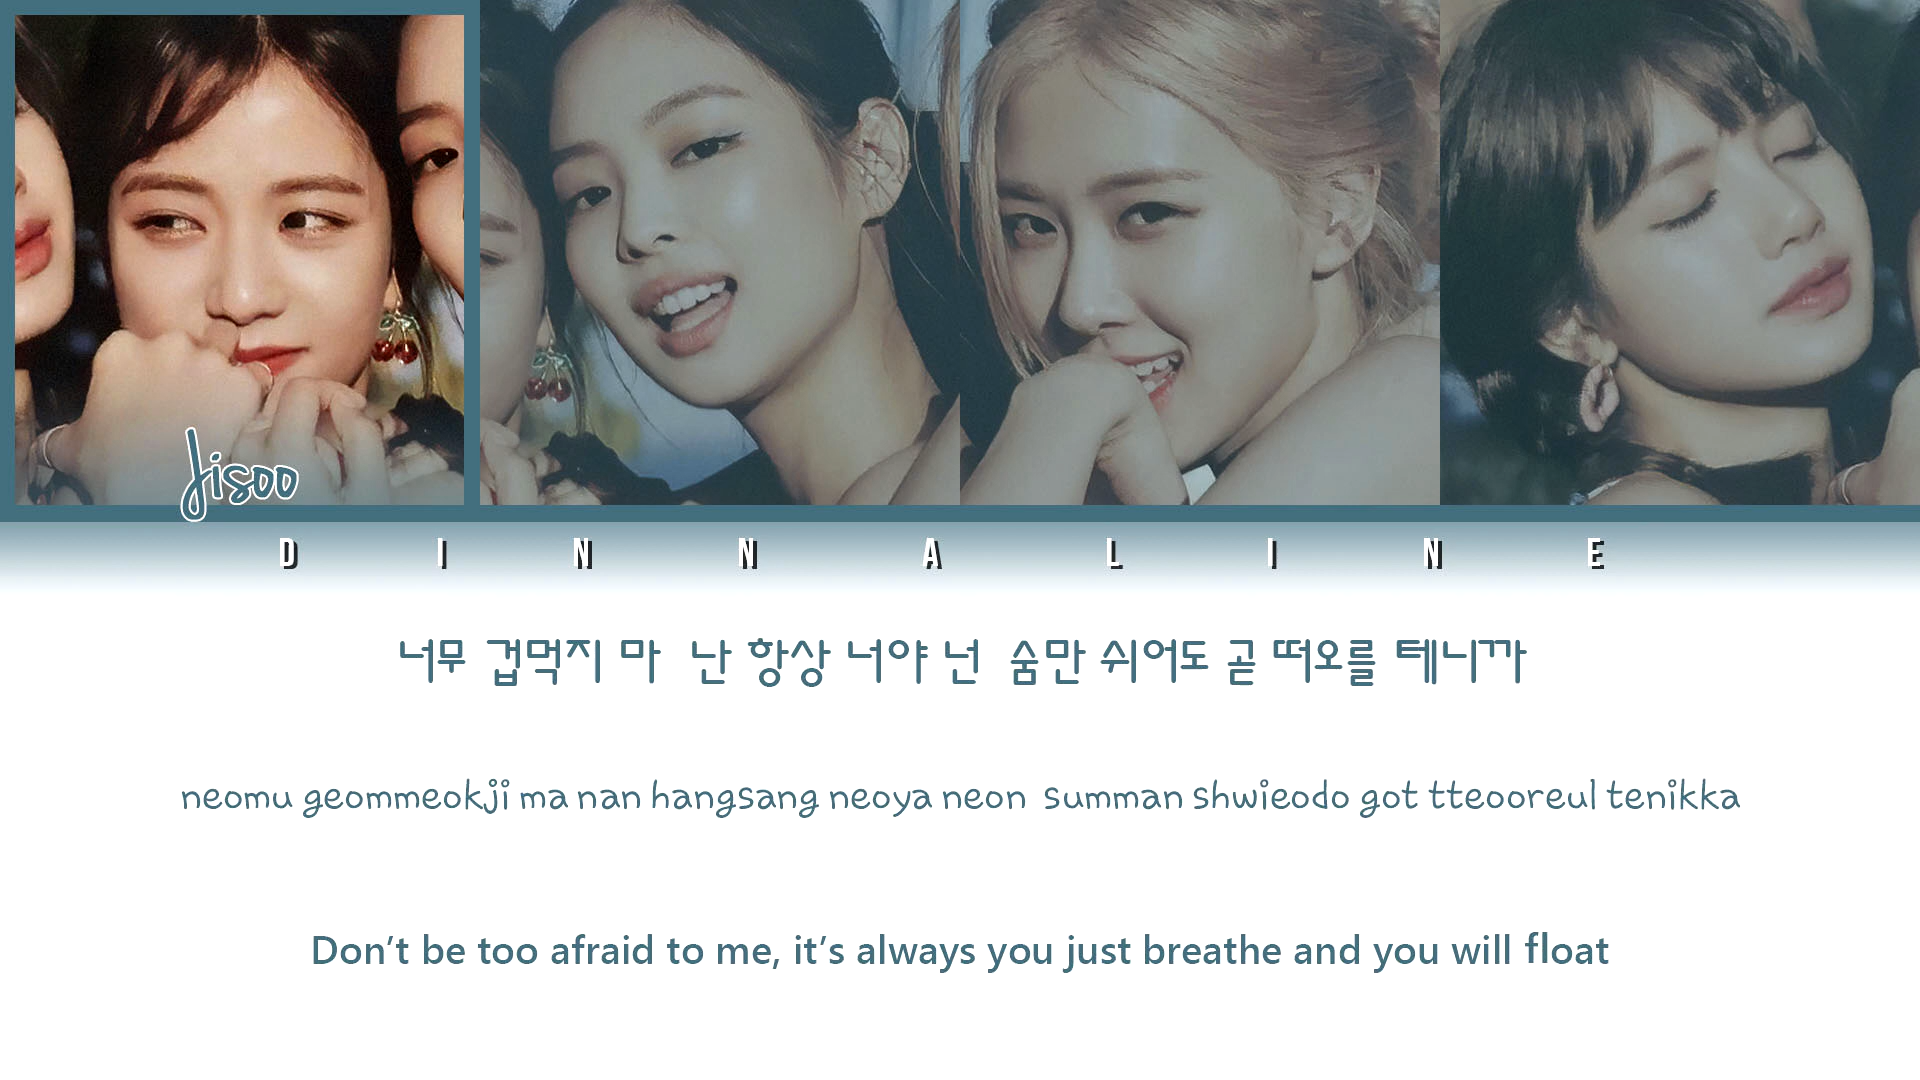 Jisoo
D I N N A L I N E
너무 겁먹지 마 난 항상 너야 넌 숨만 쉬어도 곧 떠오를 테니까
neomu geommeokji ma nan hangsang neoya neon summan shwieodo got tteooreul tenikka
Don’t be too afraid to me, it’s always you just breathe and you will float